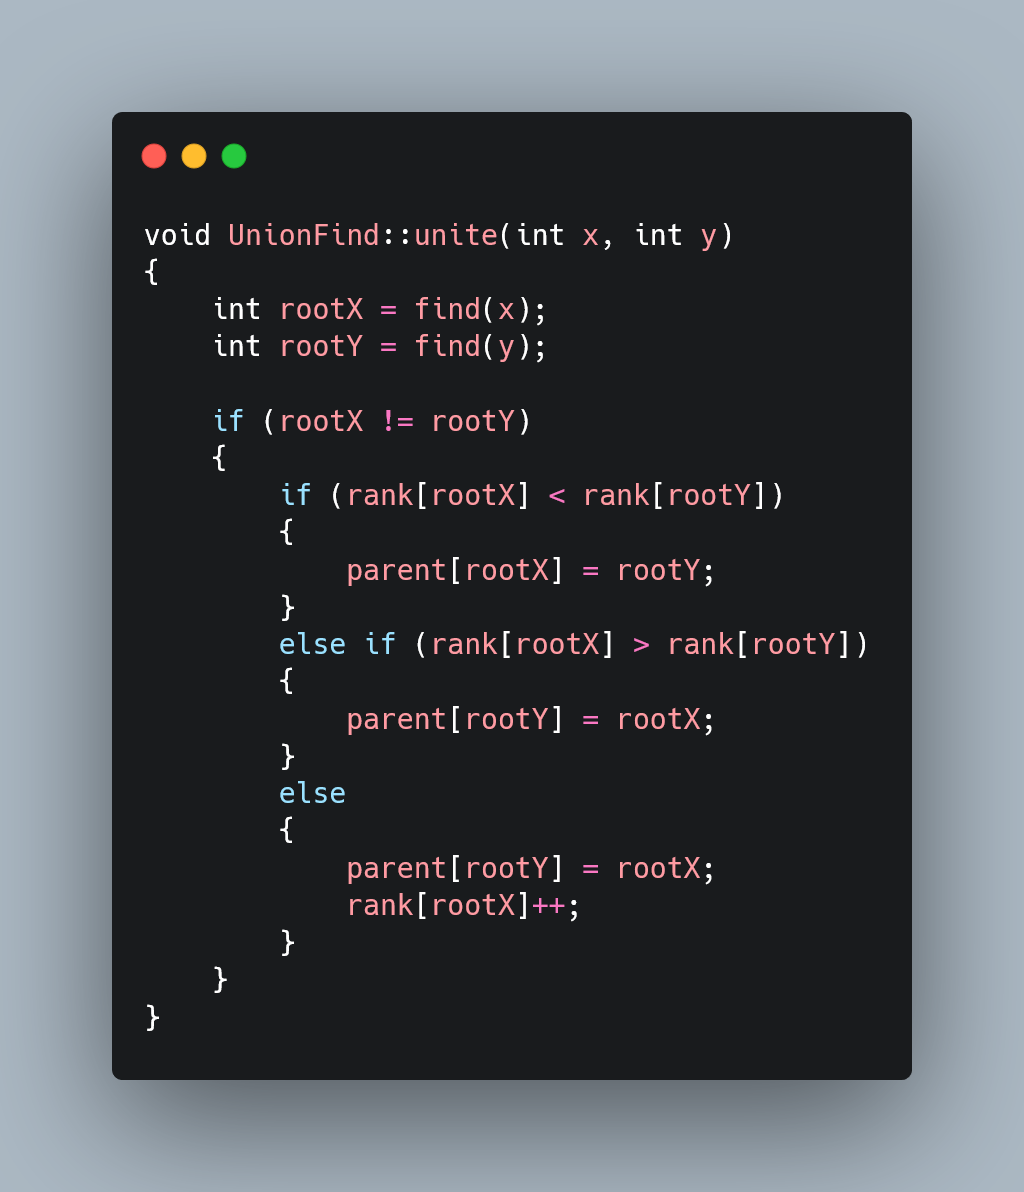 void UnionFind::unite(int x, int y)
{
    int rootX = find(x);
    int rootY = find(y);

    if (rootX != rootY)
    {
        if (rank[rootX] < rank[rootY])
        {
            parent[rootX] = rootY;
        }
        else if (rank[rootX] > rank[rootY])
        {
            parent[rootY] = rootX;
        }
        else
        {
            parent[rootY] = rootX;
            rank[rootX]++;
        }
    }
}